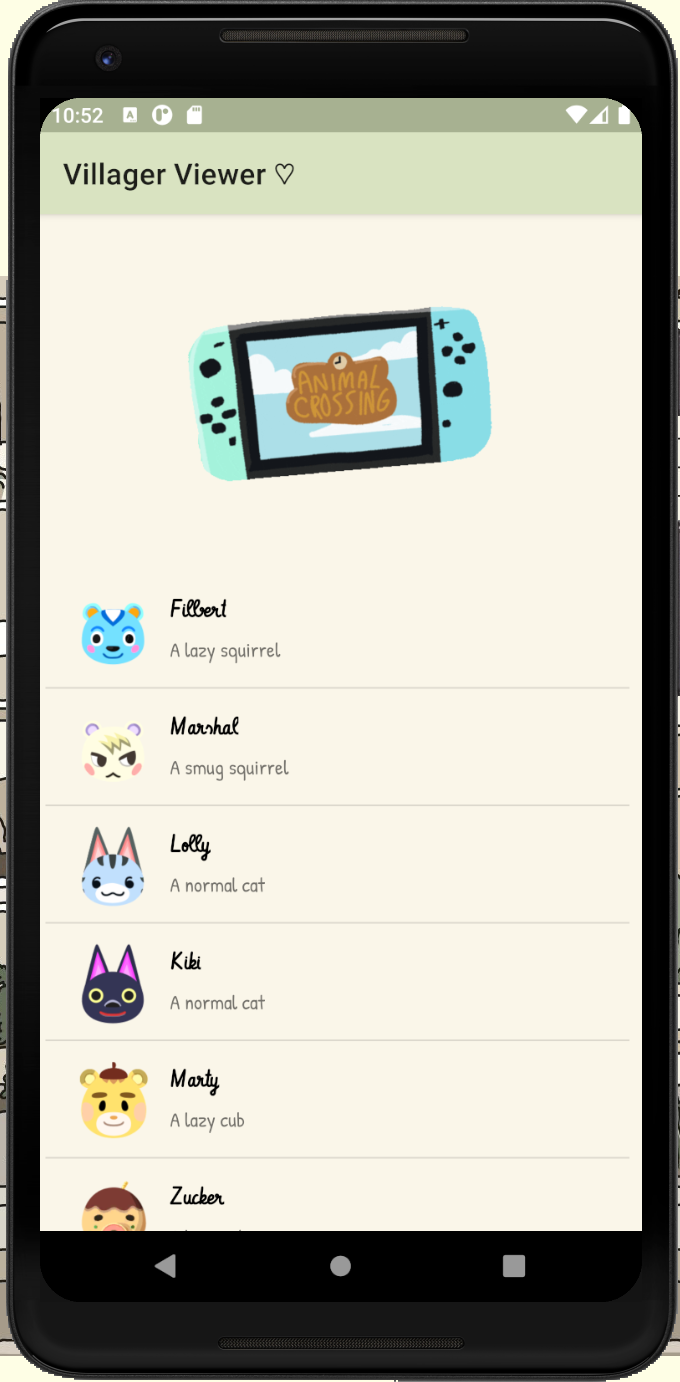 10:52
Villager Viewer ♡
ANIMAL
CROSSING
Filbert
A lazy squirrel
Marshal
A smug squirrel
Lolly
A normal cat
Kiki
A normal cat
Marty
A lazy cub
Zucker